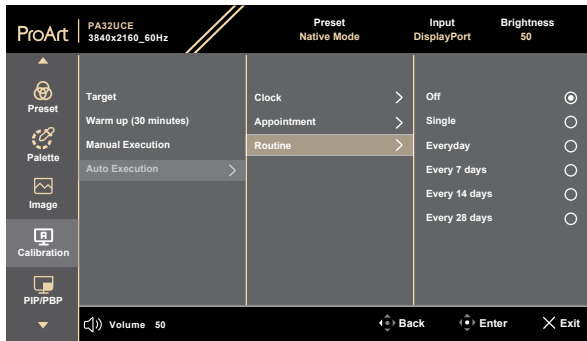 ProArt
PA32UCE
3840x2160_60Hz
Preset
Native Mode
Input
DisplayPort
Brightness
50
Preset
Palette
Image
Calibration
PIP/PBP
Target
Warm up (30 minutes)
Manual Execution
Auto Execution
Clock
Appointment
Routine
Off
Single
Everyday
Every 7 days
Every 14 days
Every 28 days
Volume 50
Back
Enter
Exit